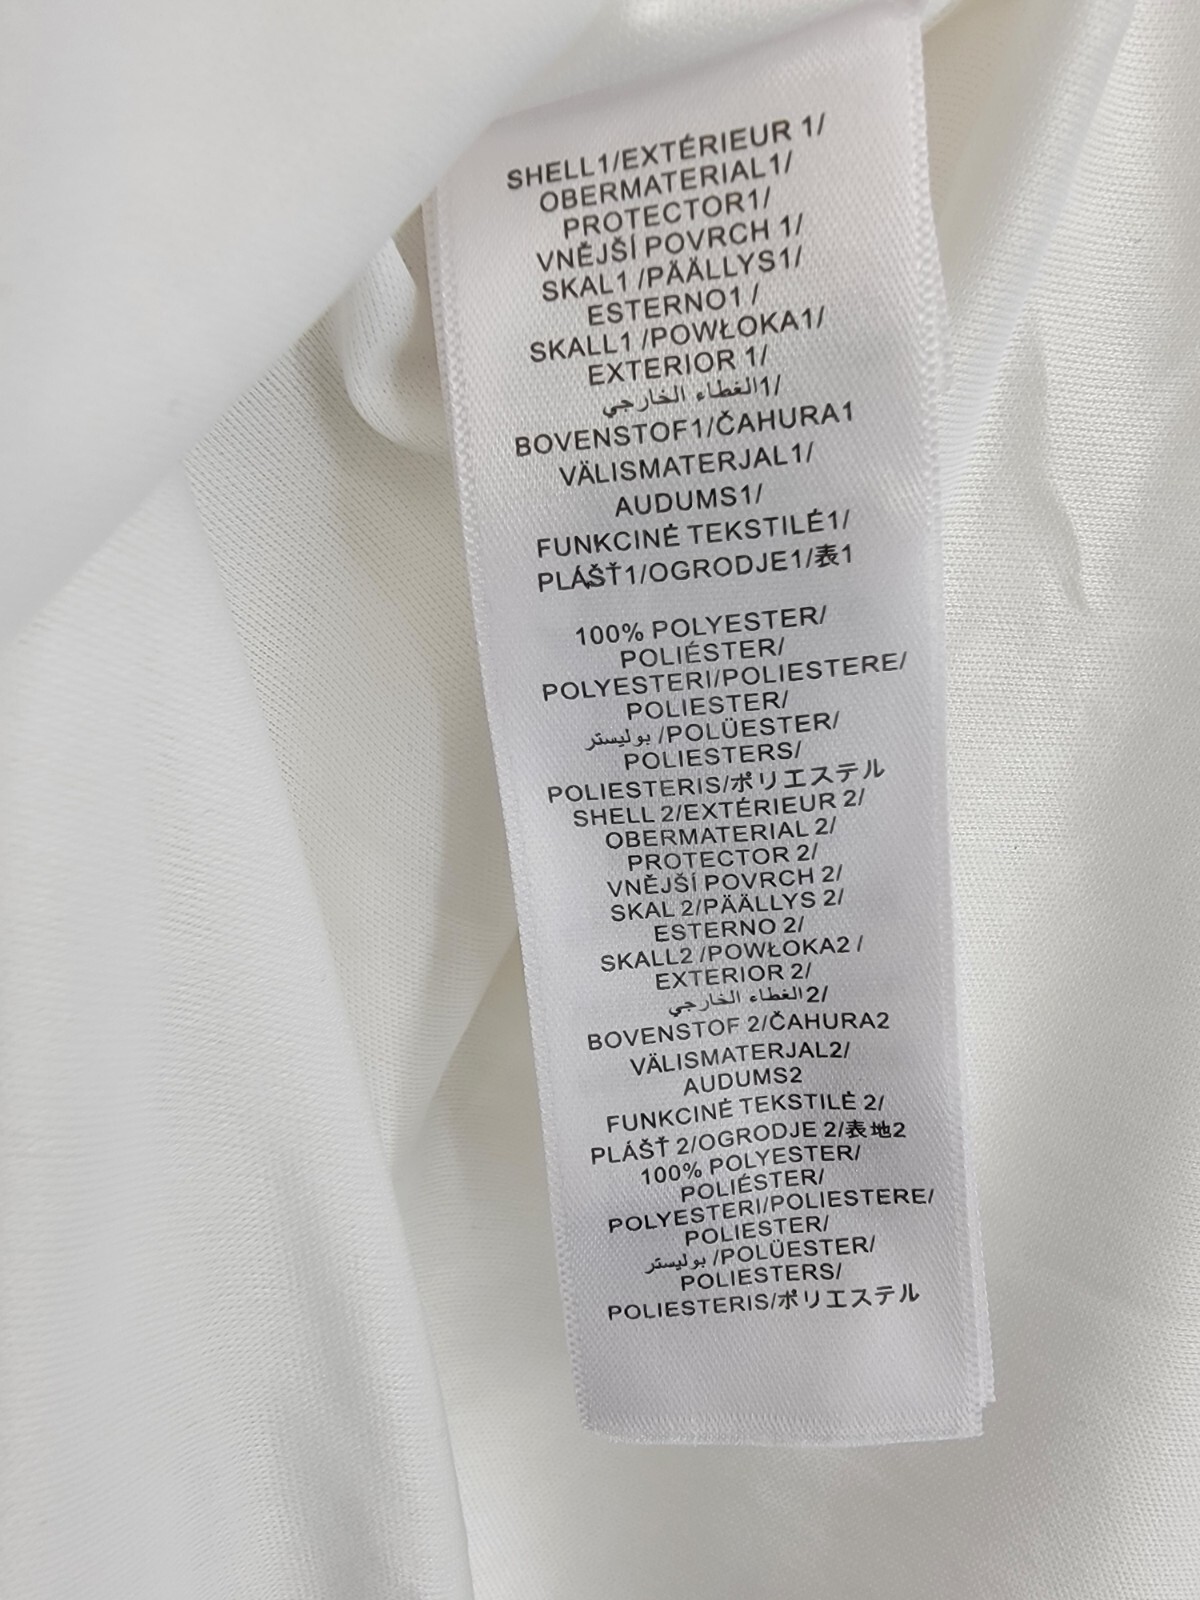 SHELL1/EXTÉRIEUR 1/
OBERMATERIAL1/
PROTECTOR1/
VNĚJŠÍ POVRCH 1/
SKAL1 /PÄÄLLYS1/
ESTERNO1 /
SKALL1 /POWŁOKA1/
EXTERIOR 1/
الغطاء الخارجي1/
BOVENSTOF1/ČAHURA1
VÄLISMATERJAL1/
AUDUMS1/
FUNKCINĖ TEKSTILĖ1/
PLÁŠŤ1/OGRODJE1/表1
100% POLYESTER/
POLIÉSTER/
POLYESTERI/POLIESTERE/
POLIESTER/
بوليستر /POLÜESTER/
POLIESTERS/
POLIESTERIS/ポリエステル
SHELL 2/EXTÉRIEUR 2/
OBERMATERIAL 2/
PROTECTOR 2/
VNĚJŠÍ POVRCH 2/
SKAL 2/PÄÄLLYS 2/
ESTERNO 2/
SKALL2 /POWŁOKA2 /
EXTERIOR 2/
الغطاء الخارجي2/
BOVENSTOF 2/ČAHURA2
VÄLISMATERJAL2/
AUDUMS2
FUNKCINĖ TEKSTILĖ 2/
PLÁŠŤ 2/OGRODJE 2/表地2
100% POLYESTER/
POLIÉSTER/
POLYESTERI/POLIESTERE/
POLIESTER/
بوليستر /POLÜESTER/
POLIESTERS/
POLIESTERIS/ポリエステル